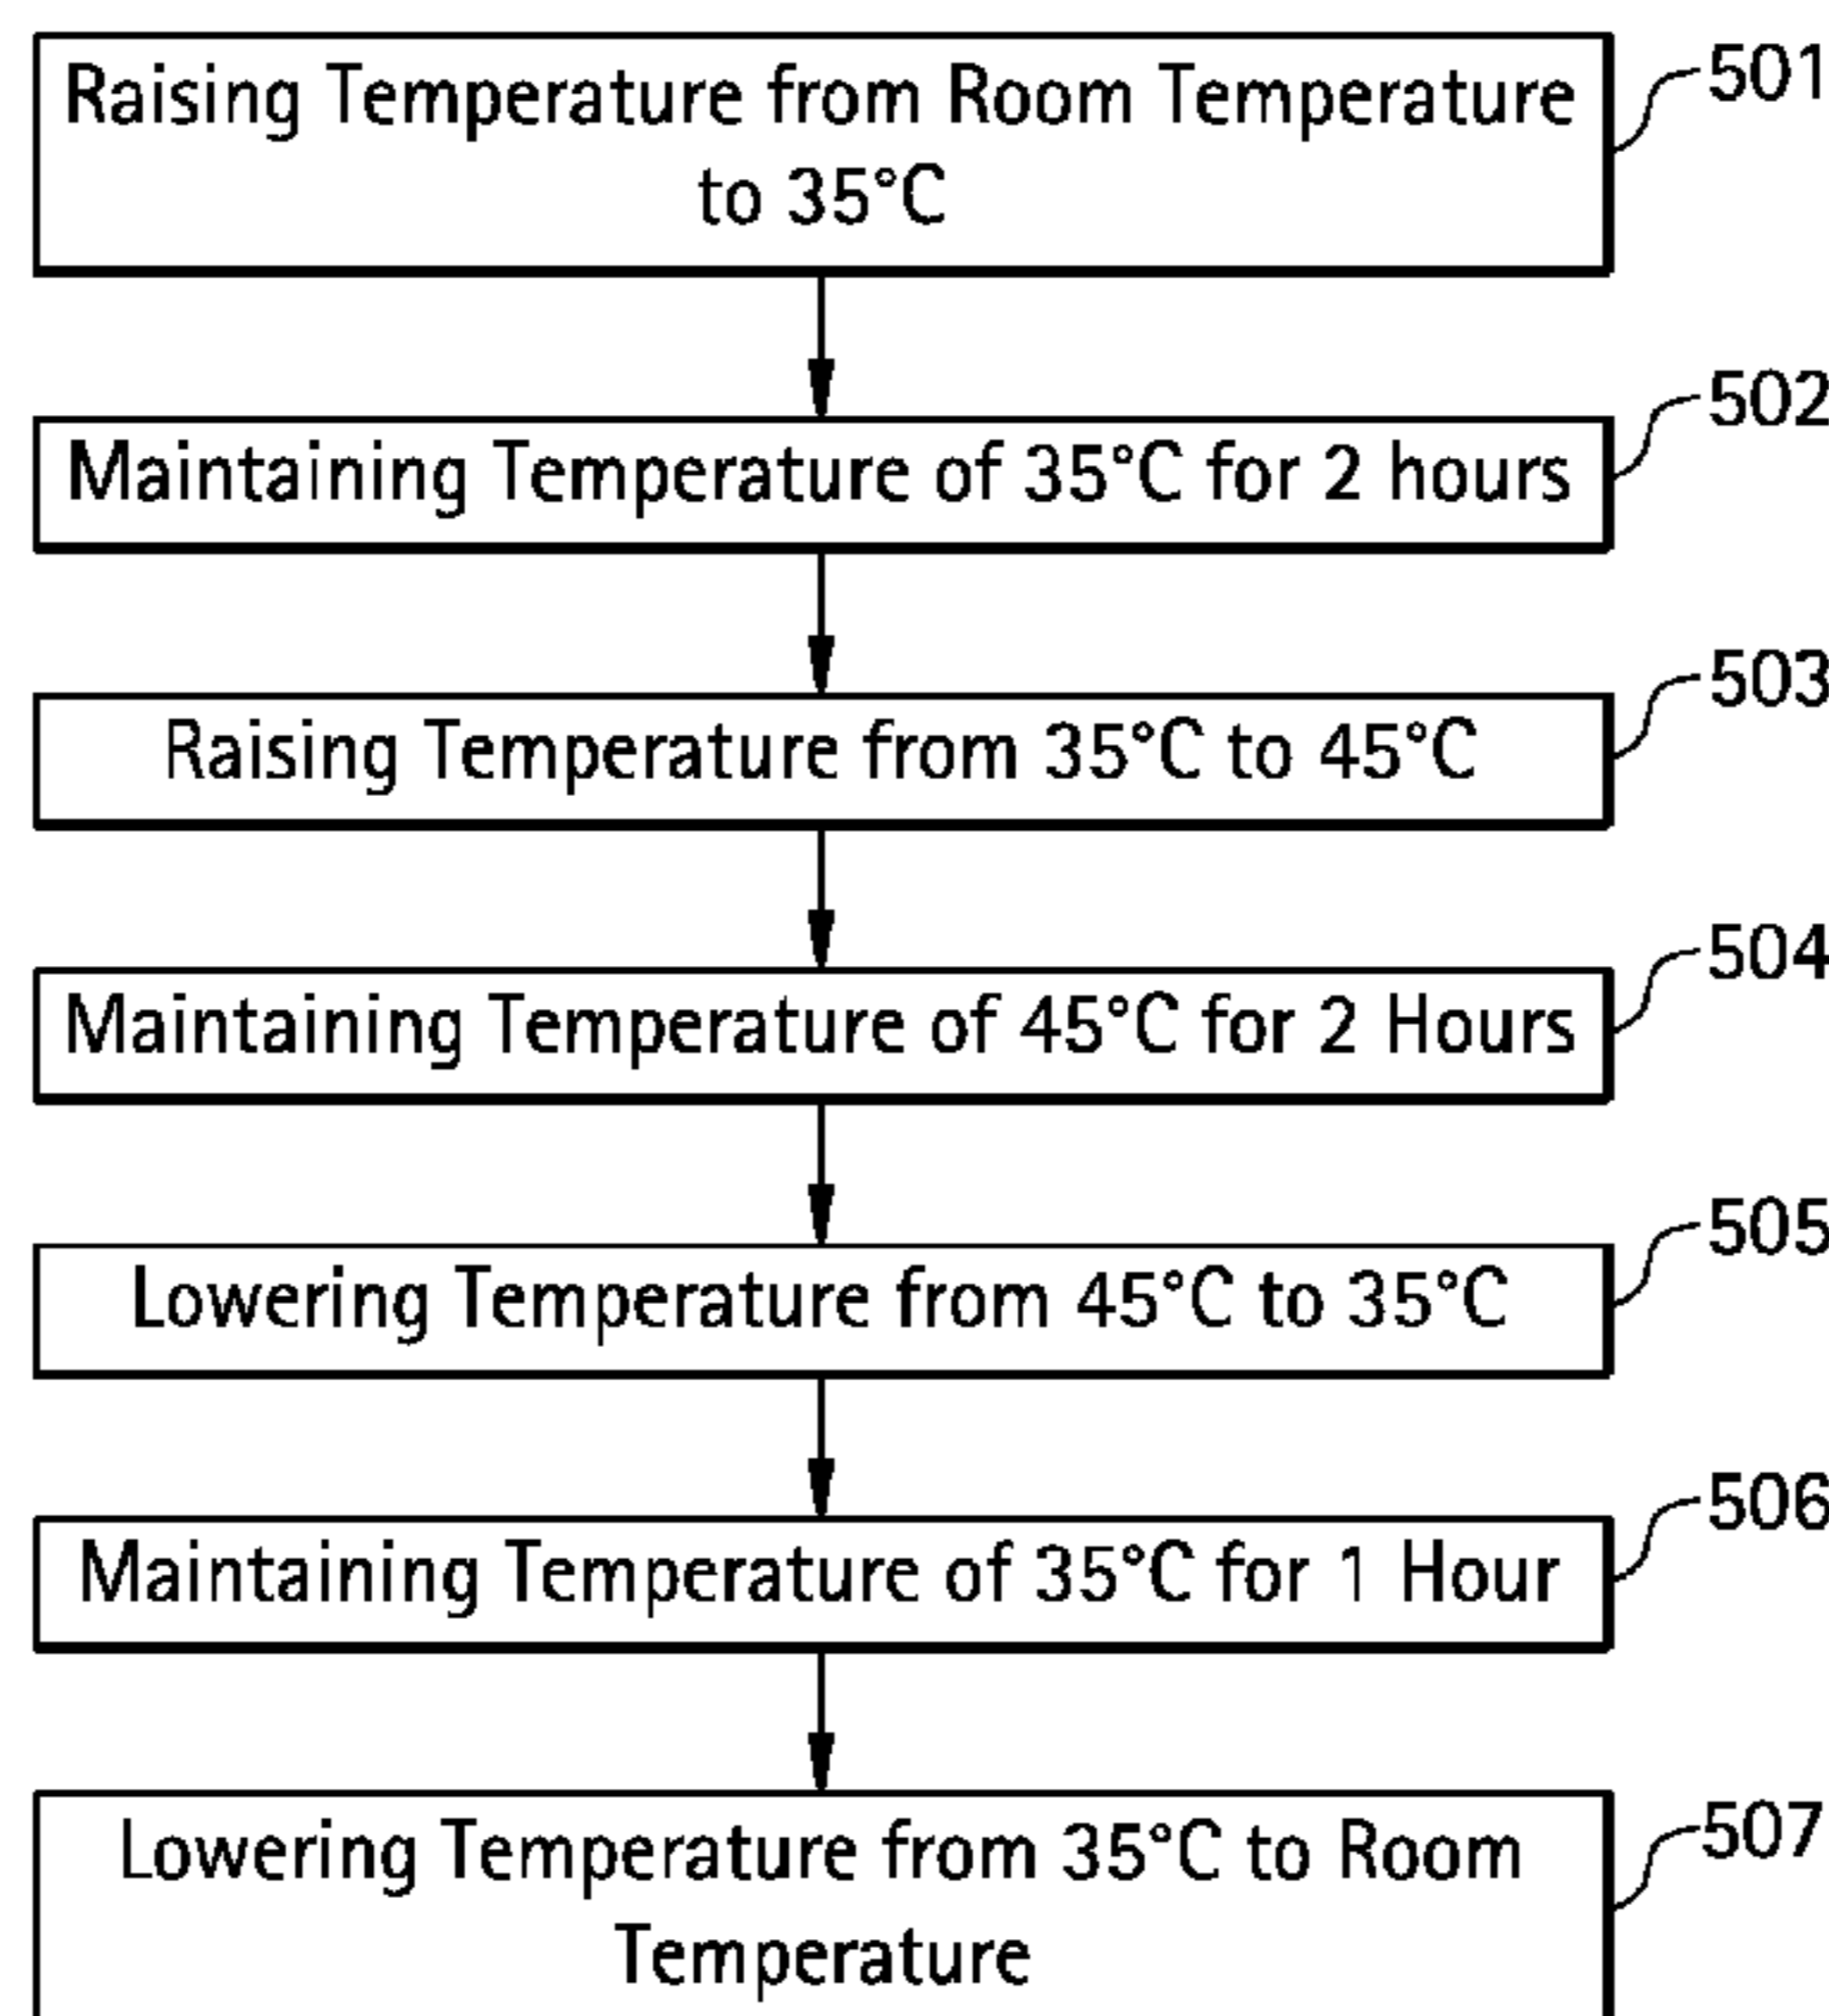 Raising Temperature from Room Temperature
to 35°C
501
Maintaining Temperature of 35°C for 2 hours
502
Raising Temperature from 35°C to 45°C
503
Maintaining Temperature of 45°C for 2 Hours
504
Lowering Temperature from 45°C to 35°C
505
Maintaining Temperature of 35°C for 1 Hour
506
Lowering Temperature from 35°C to Room
Temperature
507